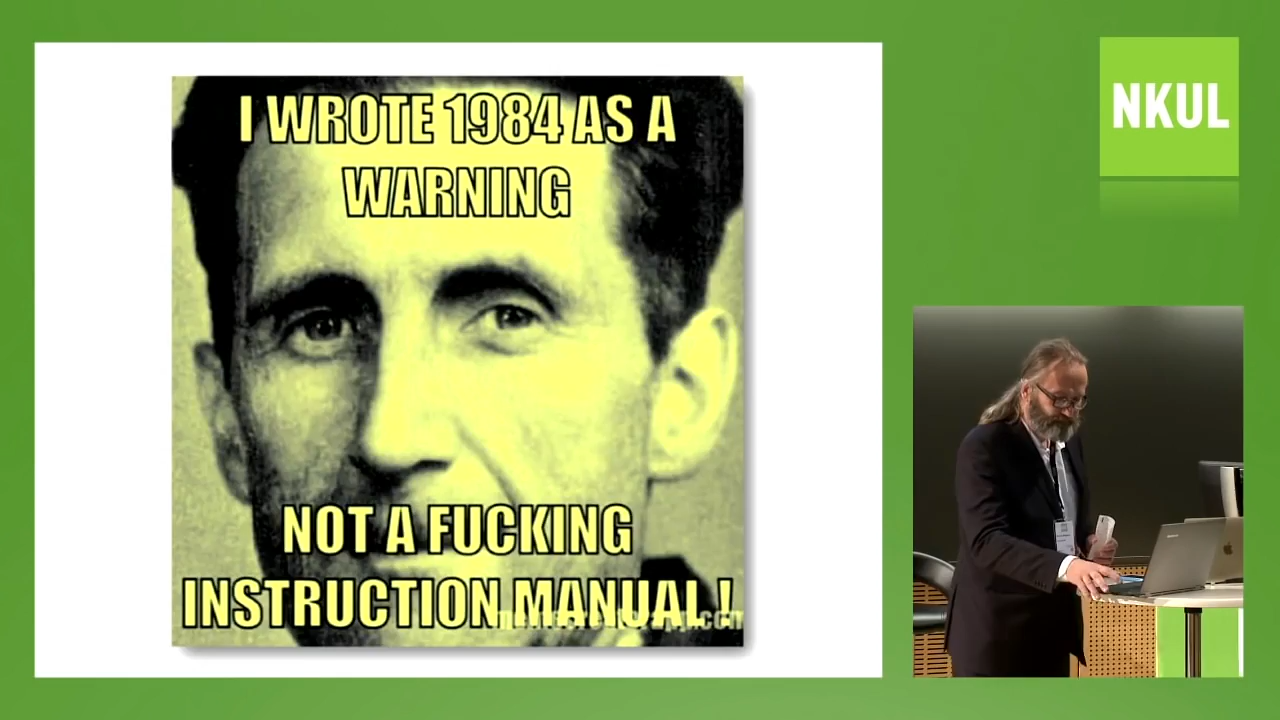 I WROTE 1984 AS A
WARNING
NOT A FUCKING
INSTRUCTION MANUAL!
NKUL